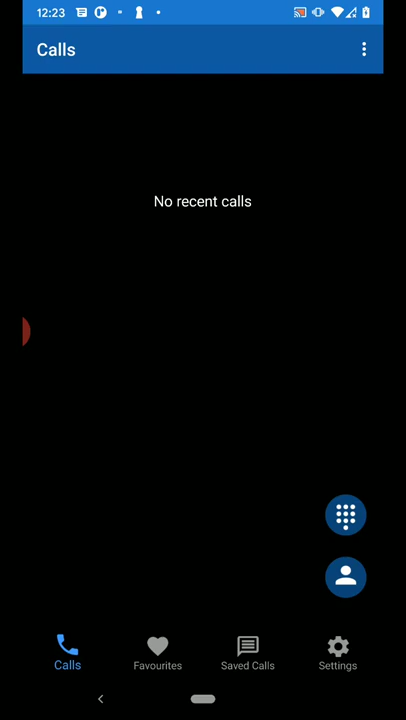 12:23
Calls
No recent calls
Calls
Favourites
Saved Calls
Settings